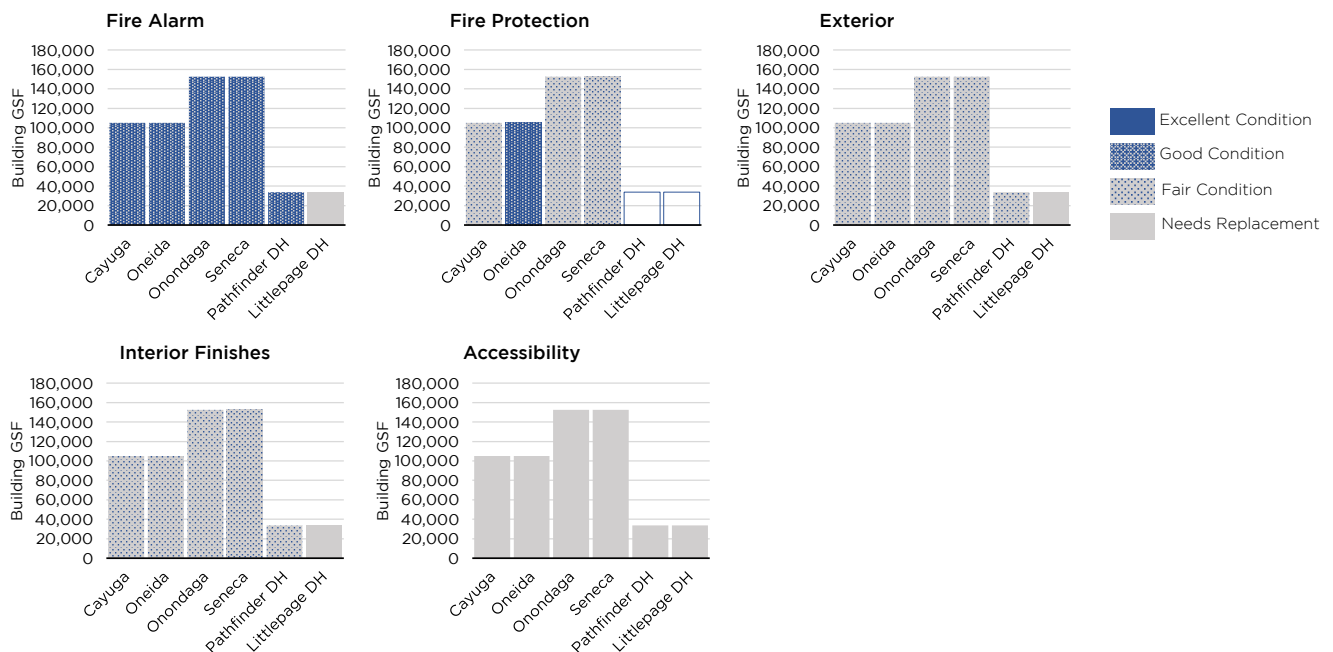 Fire Alarm
Building GSF
180,000
160,000
140,000
120,000
100,000
80,000
60,000
40,000
20,000
0
Cayuga
Oneida
Onondaga
Seneca
Pathfinder DH
Littlepage DH
Fire Protection
Building GSF
180,000
160,000
140,000
120,000
100,000
80,000
60,000
40,000
20,000
0
Cayuga
Oneida
Onondaga
Seneca
Pathfinder DH
Littlepage DH
Exterior
Building GSF
180,000
160,000
140,000
120,000
100,000
80,000
60,000
40,000
20,000
0
Cayuga
Oneida
Onondaga
Seneca
Pathfinder DH
Littlepage DH
Excellent Condition
Good Condition
Fair Condition
Needs Replacement
Interior Finishes
Building GSF
180,000
160,000
140,000
120,000
100,000
80,000
60,000
40,000
20,000
0
Cayuga
Oneida
Onondaga
Seneca
Pathfinder DH
Littlepage DH
Accessibility
Building GSF
180,000
160,000
140,000
120,000
100,000
80,000
60,000
40,000
20,000
0
Cayuga
Oneida
Onondaga
Seneca
Pathfinder DH
Littlepage DH